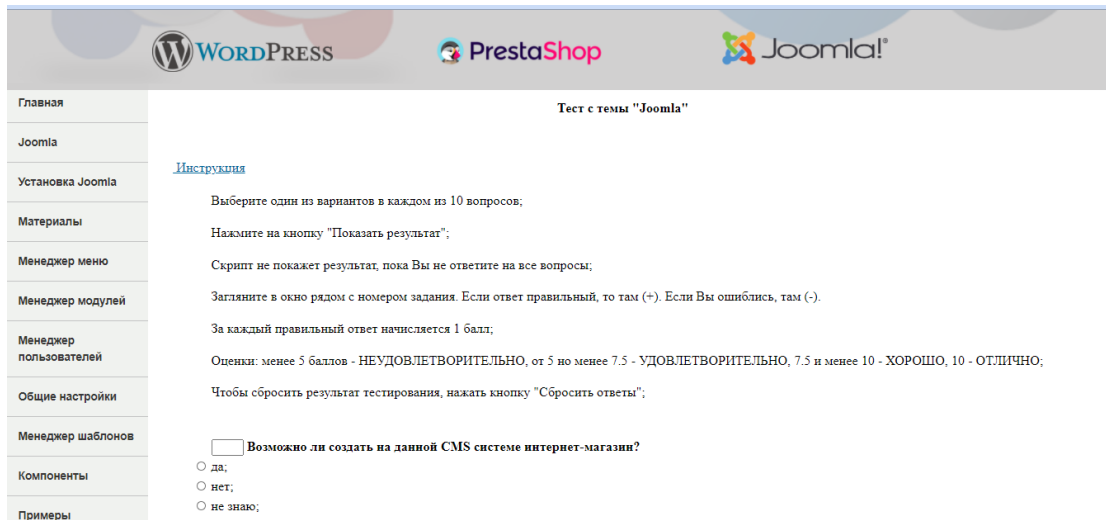 WORDPRESS
PrestaShop
Joomla!®
Главная
Joomla
Установка Joomla
Материалы
Менеджер меню
Менеджер модулей
Менеджер
пользователей
Общие настройки
Менеджер шаблонов
Компоненты
Примеры
Тест с темы "Joomla"
Инструкция
Выберите один из вариантов в каждом из 10 вопросов;
Нажмите на кнопку "Показать результат";
Скрипт не покажет результат, пока Вы не ответите на все вопросы;
Загляните в окно рядом с номером задания. Если ответ правильный, то там (+). Если Вы ошиблись, там (-).
За каждый правильный ответ начисляется 1 балл;
Оценки: менее 5 баллов - НЕУДОВЛЕТВОРИТЕЛЬНО, от 5 но менее 7.5 - УДОВЛЕТВОРИТЕЛЬНО, 7.5 и менее 10 - ХОРОШО, 10 - ОТЛИЧНО;
Чтобы сбросить результат тестирования, нажать кнопку "Сбросить ответы";
Возможно ли создать на данной CMS системе интернет-магазин?
да;
нет;
не знаю;